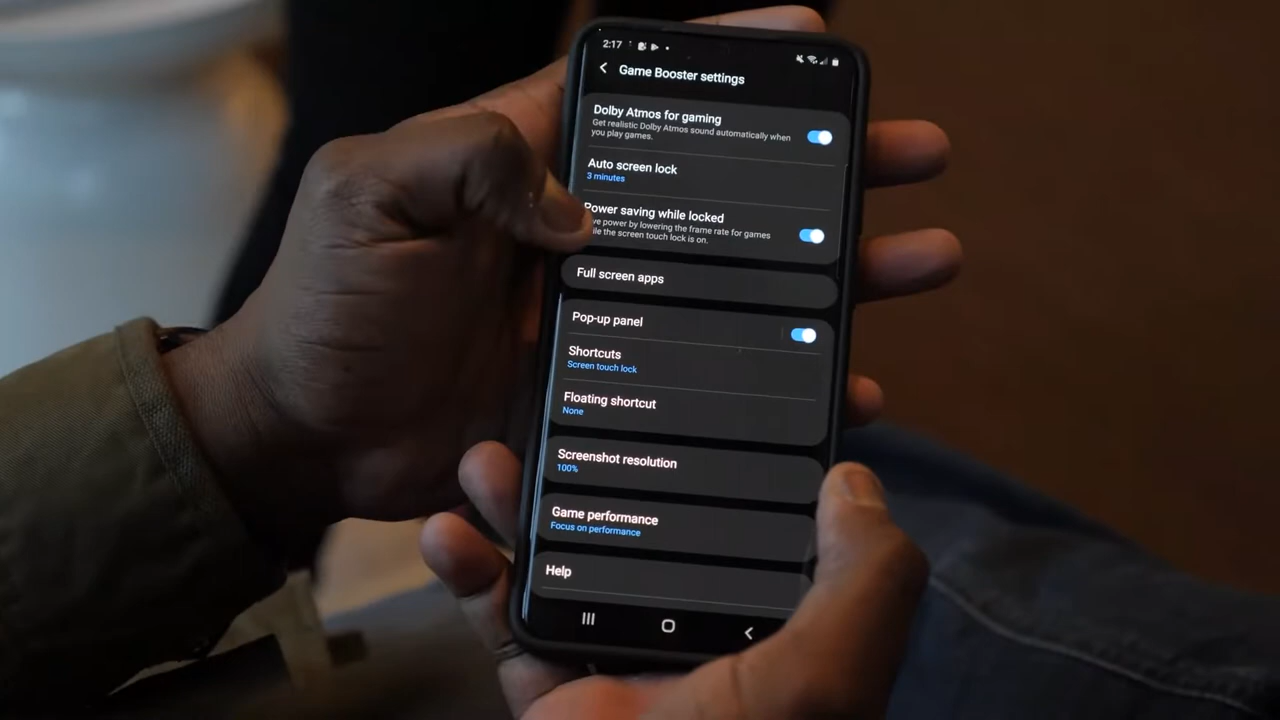 2:17
Game Booster settings
Dolby Atmos for gaming
Get realistic Dolby Atmos sound automatically when
you play games.
Auto screen lock
3 minutes
Power saving while locked
power by lowering the frame rate for games
the screen touch lock is on.
Full screen apps
Pop-up panel
Shortcuts
Screen touch lock
Floating shortcut
None
Screenshot resolution
100%
Game performance
Focus on performance
Help